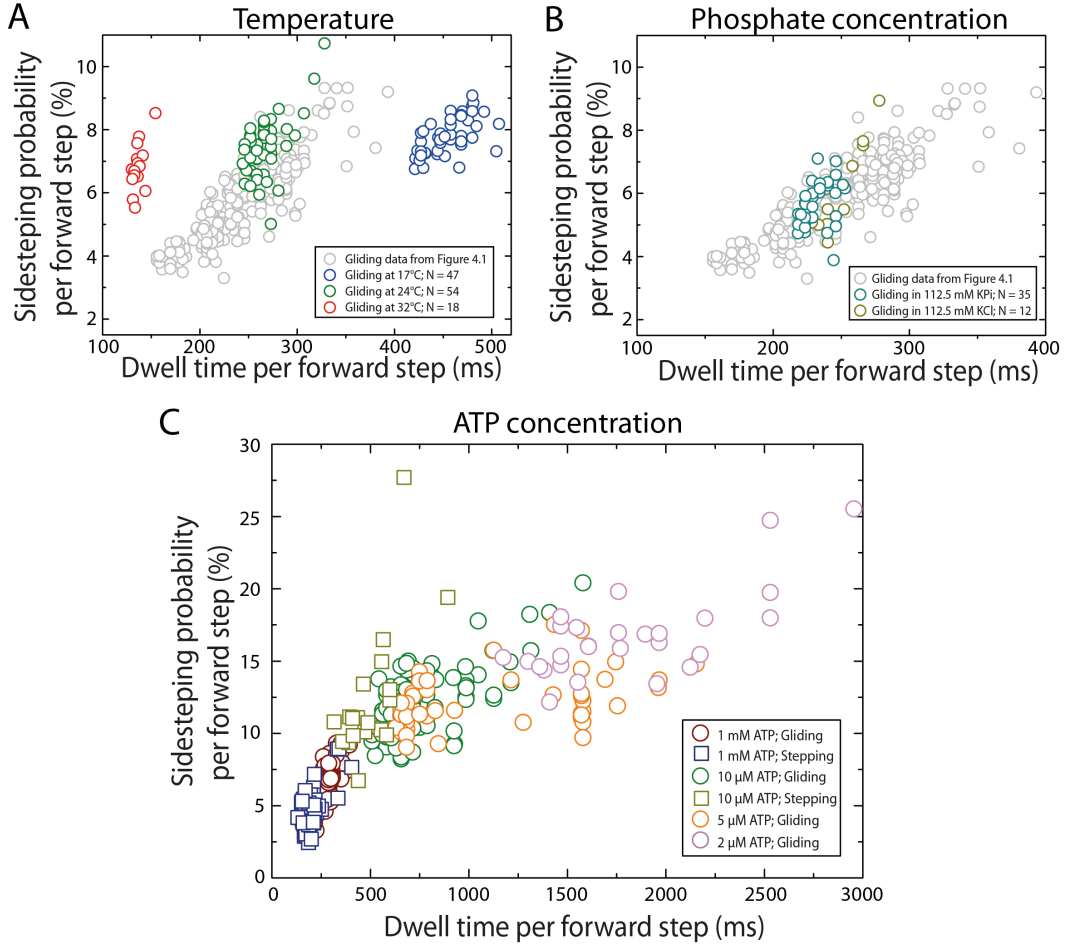 A
Temperature
Sidesteping probability
per forward step (%)
10
8
6
4
2
100
200
300
400
500
Dwell time per forward step (ms)
Gliding data from Figure 4.1
Gliding at 17°C; N = 47
Gliding at 24°C; N = 54
Gliding at 32°C; N = 18
B
Phosphate concentration
Sidesteping probability
per forward step (%)
10
8
6
4
2
100
200
300
400
Dwell time per forward step (ms)
Gliding data from Figure 4.1
Gliding in 112.5 mM KPi; N = 35
Gliding in 112.5 mM KCl; N = 12
C
ATP concentration
Sidesteping probability
per forward step (%)
30
25
20
15
10
5
0
0
500
1000
1500
2000
2500
3000
Dwell time per forward step (ms)
1 mM ATP; Gliding
1 mM ATP; Stepping
10 µM ATP; Gliding
10 µM ATP; Stepping
5 µM ATP; Gliding
2 µM ATP; Gliding